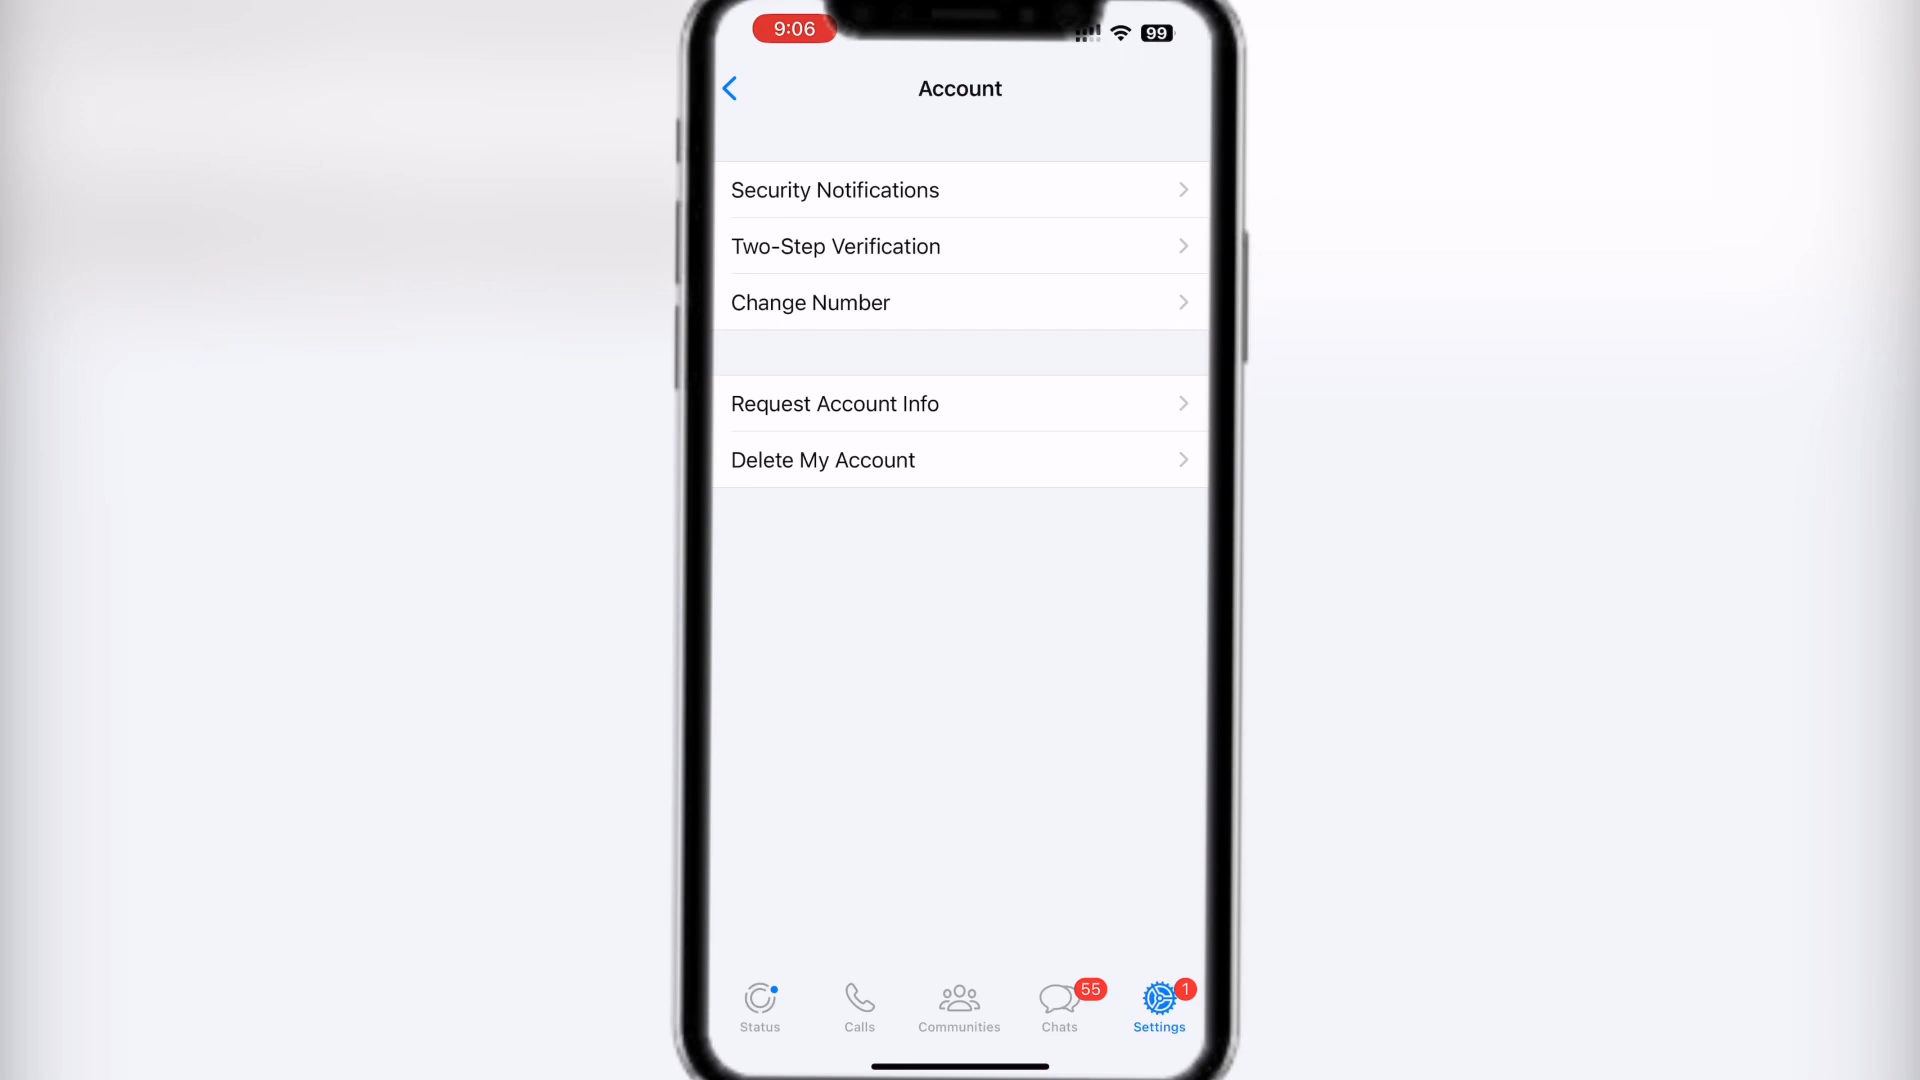 9:06
99
Account
Security Notifications
Two-Step Verification
Change Number
Request Account Info
Delete My Account
55
1
Status
Calls
Communities
Chats
Settings